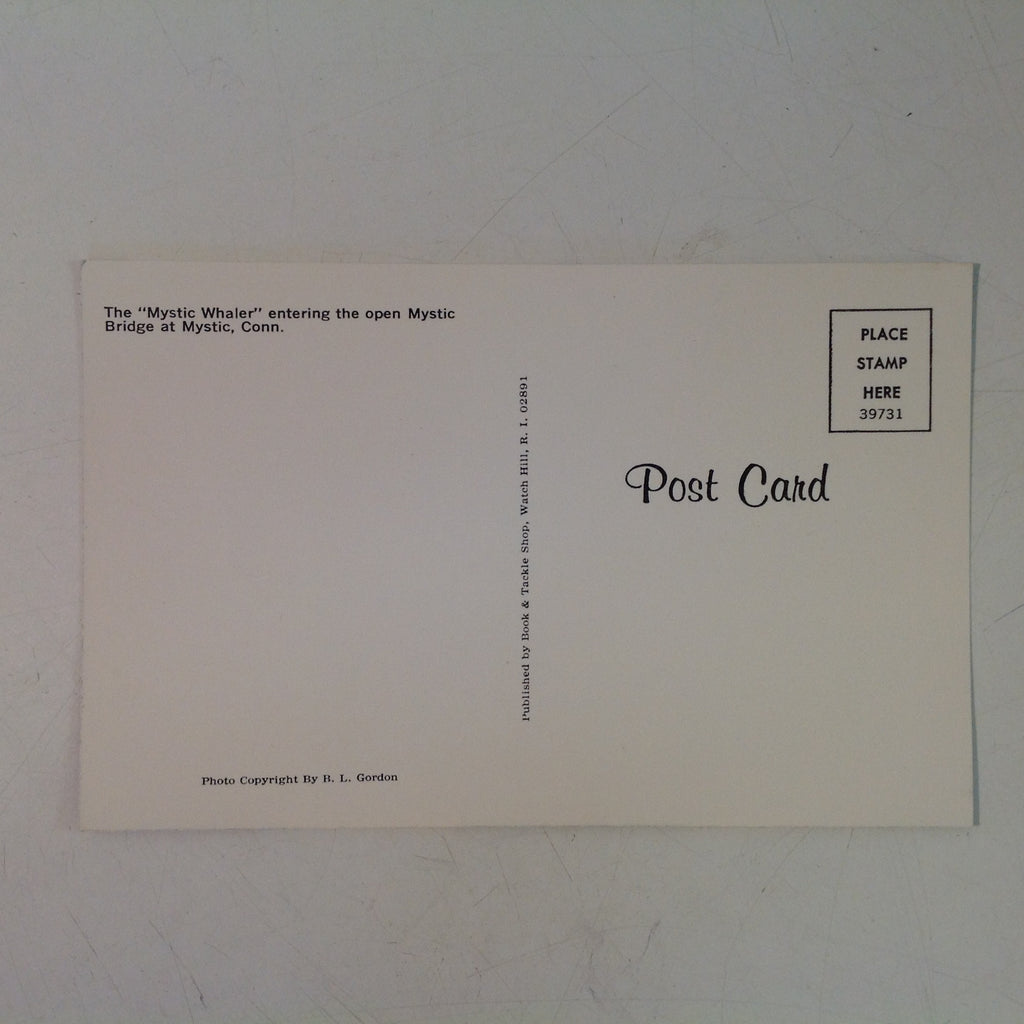 The "Mystic Whaler" entering the open Mystic
Bridge at Mystic, Conn.
PLACE
STAMP
HERE
39731
Post Card
Published by Book & Tackle Shop, Watch Hill, R. I. 02891
Photo Copyright By B. L. Gordon